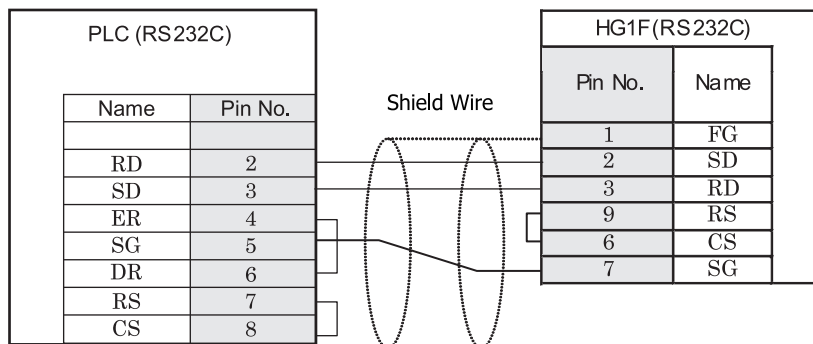 PLC (RS232C)
Name Pin No.
RD 2
SD 3
ER 4
SG 5
DR 6
RS 7
CS 8
Shield Wire
HG1F(RS232C)
Pin No. Name
1 FG
2 SD
3 RD
9 RS
6 CS
7 SG